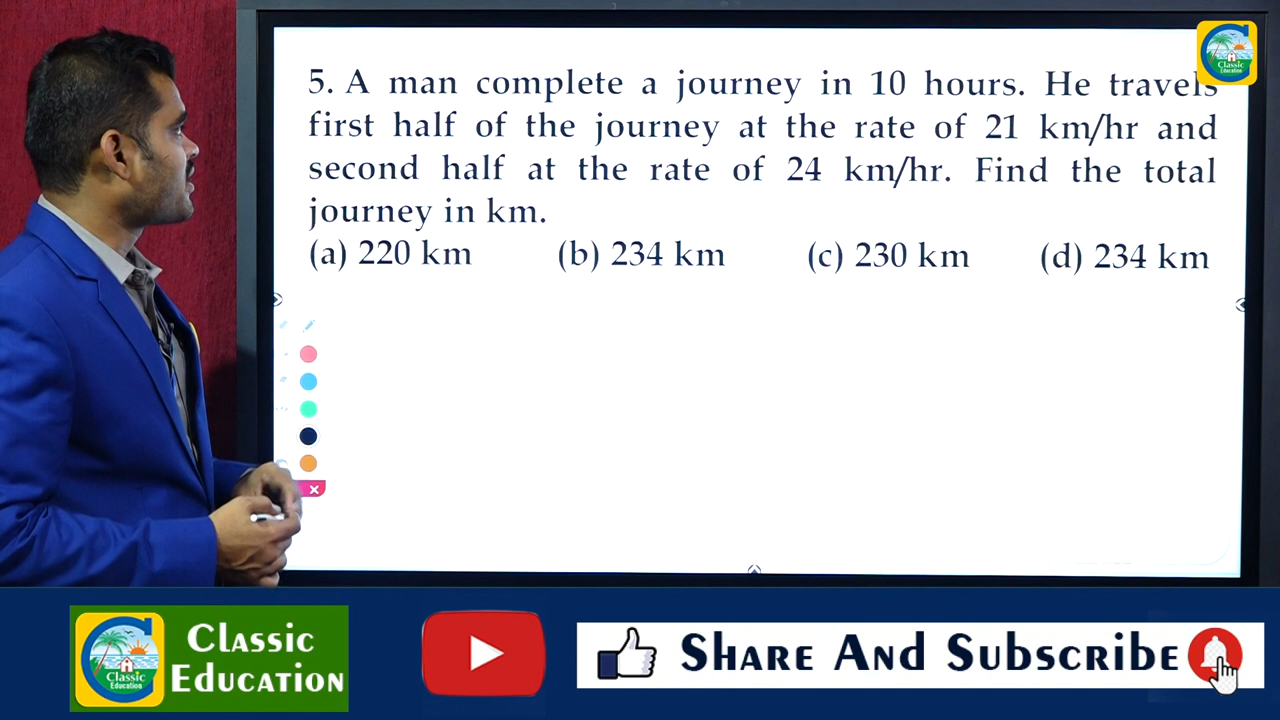 Classic
Education
5. A man complete a journey in 10 hours. He travels
first half of the journey at the rate of 21 km/hr and
second half at the rate of 24 km/hr. Find the total
journey in km.
(a) 220 km (b) 234 km (c) 230 km (d) 234 km
Classic
Education
CLASSIC
EDUCATION
SHARE AND SUBSCRIBE